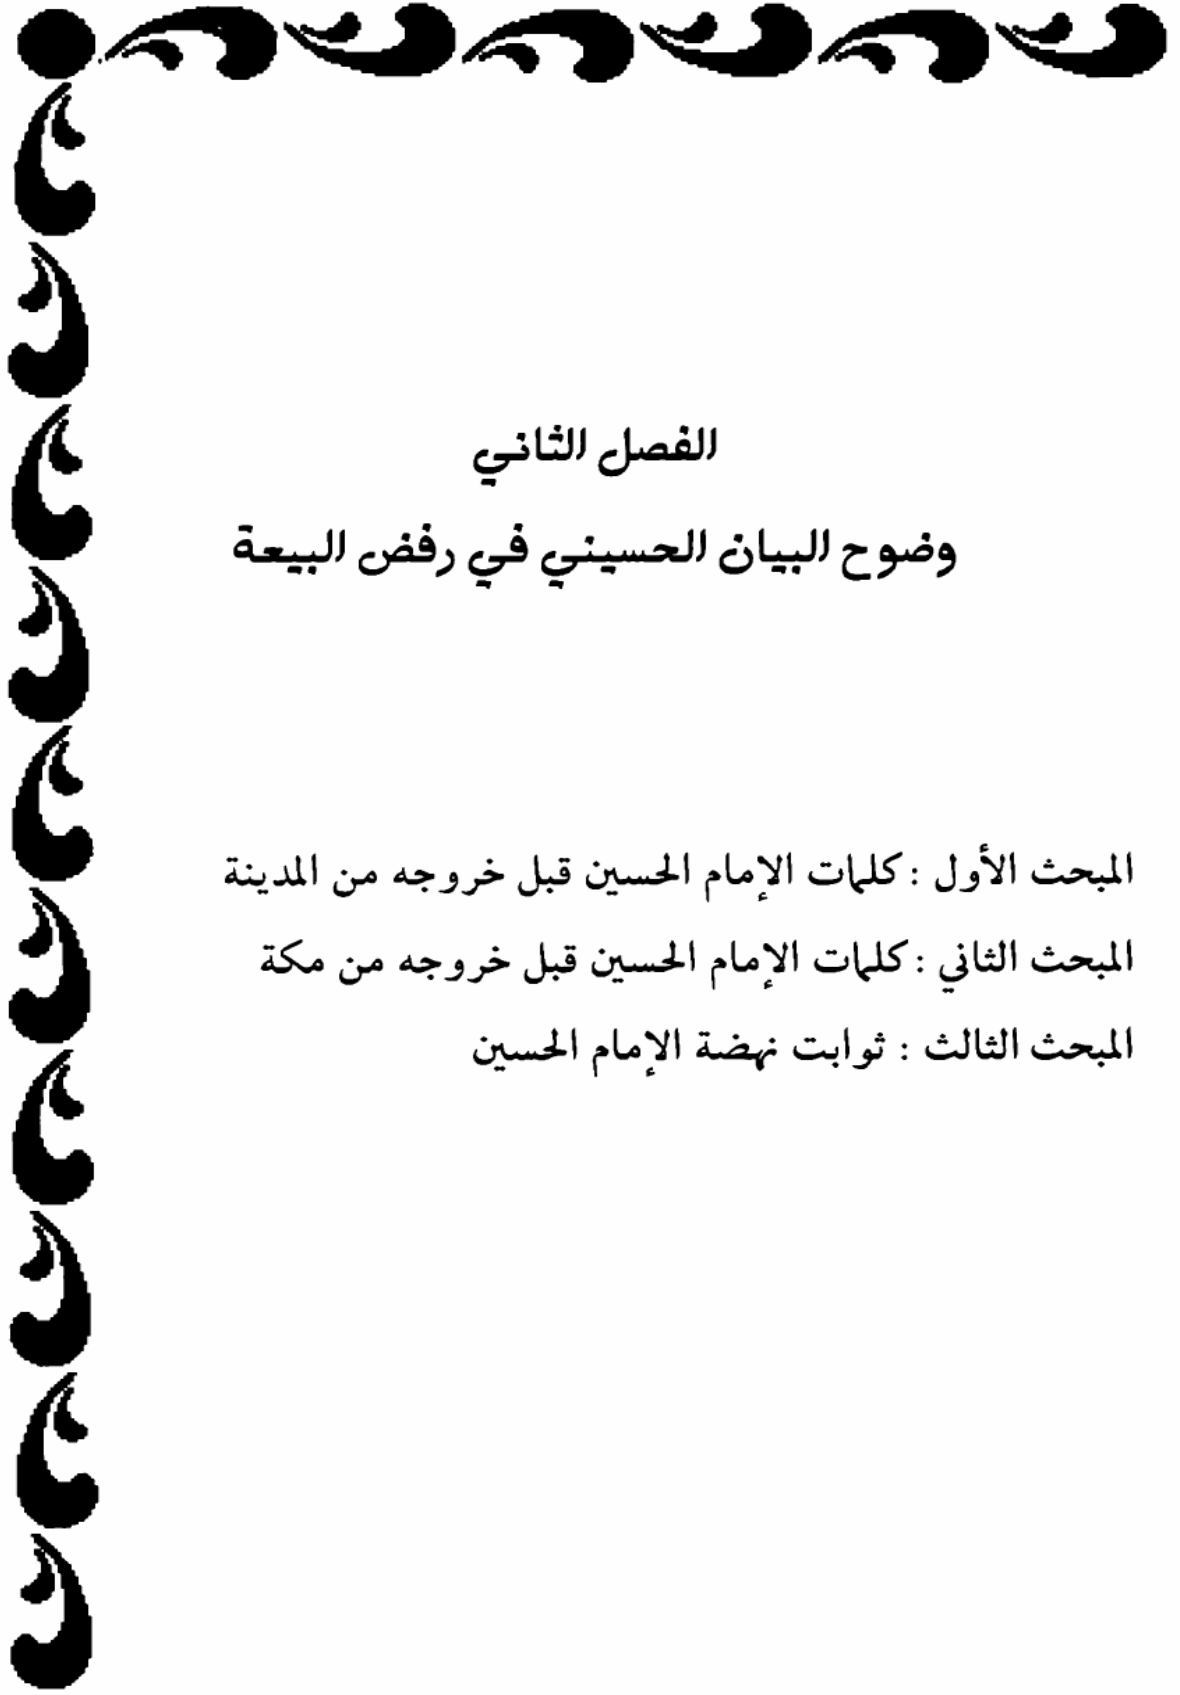 الفصل الثاني
وضوح البيان الحسيني في رفض البيعة
المبحث الأول : كلمات الإمام الحسين قبل خروجه من المدينة
المبحث الثاني : كلمات الإمام الحسين قبل خروجه من مكة
المبحث الثالث : ثوابت نهضة الإمام الحسين